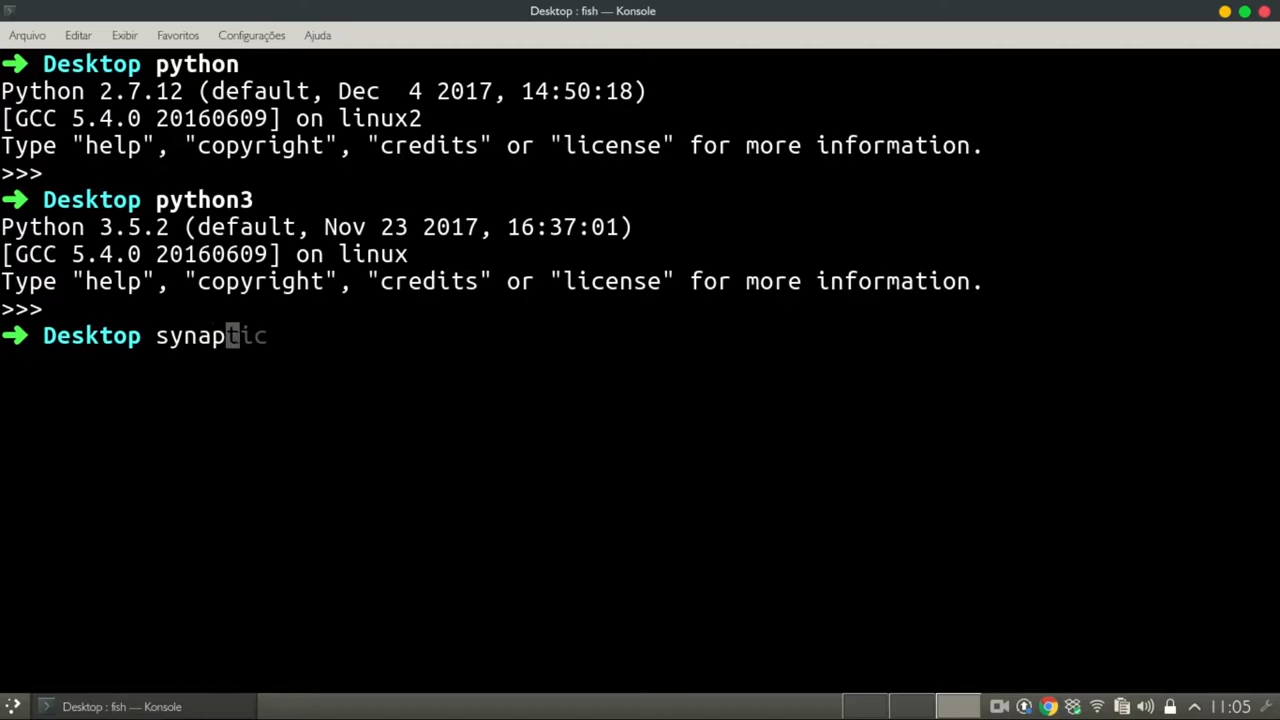 Desktop : fish — Konsole
Arquivo Editar Exibir Favoritos Configurações Ajuda
➜ Desktop python
Python 2.7.12 (default, Dec  4 2017, 14:50:18)
[GCC 5.4.0 20160609] on linux2
Type "help", "copyright", "credits" or "license" for more information.
>>>
➜ Desktop python3
Python 3.5.2 (default, Nov 23 2017, 16:37:01)
[GCC 5.4.0 20160609] on linux
Type "help", "copyright", "credits" or "license" for more information.
>>>
➜ Desktop synaptic
Desktop : fish — Konsole 11:05